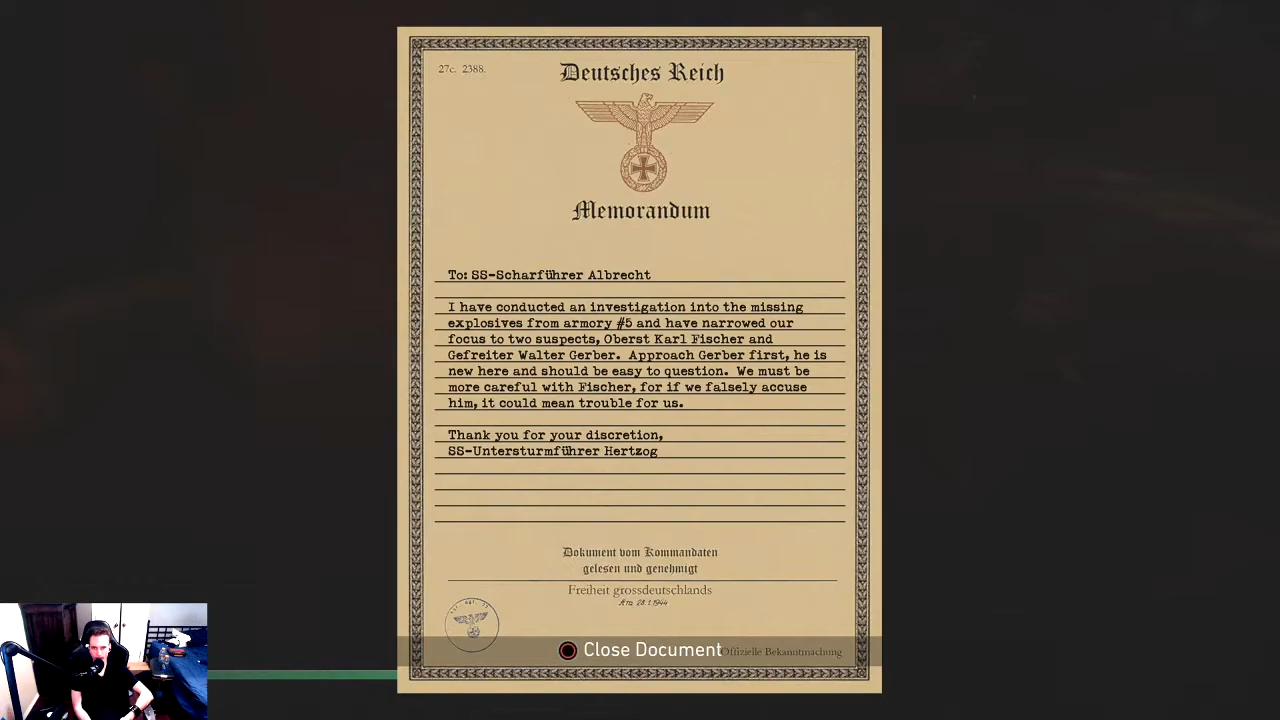 27c. 2388.
Deutsches Reich
Memorandum
To: SS-Scharführer Albrecht
I have conducted an investigation into the missing
explosives from armory #5 and have narrowed our
focus to two suspects, Oberst Karl Fischer and
Gefreiter Walter Gerber. Approach Gerber first, he is
new here and should be easy to question. We must be
more careful with Fischer, for if we falsely accuse
him, it could mean trouble for us.
Thank you for your discretion,
SS-Untersturmführer Hertzog
Dokument vom Kommandaten
gelesen und genehmigt
Freiheit grossdeutschlands
28.1.1944
Close Document
Offizielle Bekanntmachung